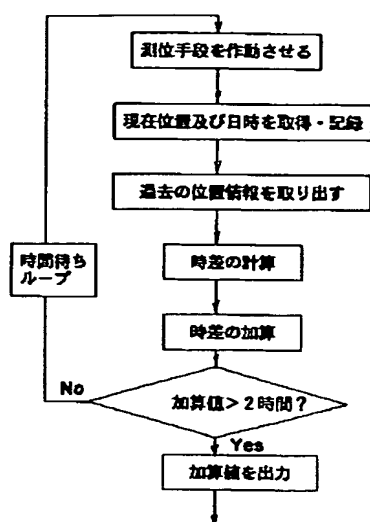 測位手段を作動させる
現在位置及び日時を取得・記録
過去の位置情報を取り出す
時間待ち
ループ
時差の計算
時差の加算
No
加算値>2時間?
Yes
加算値を出力